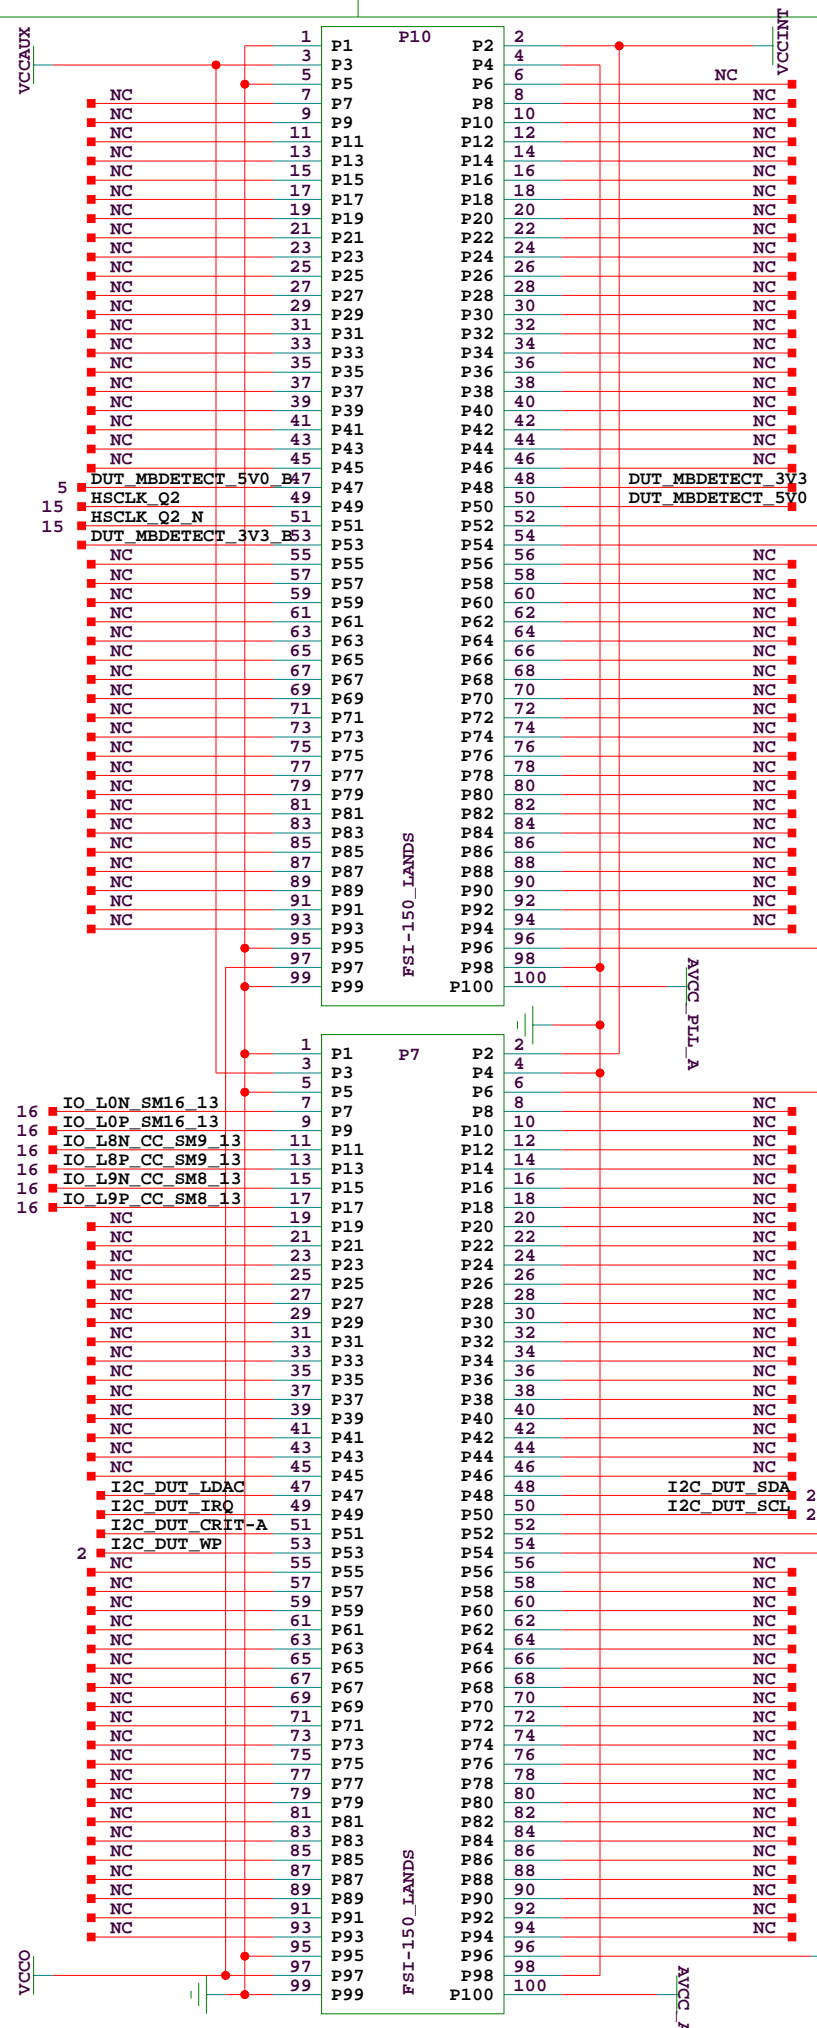 VCCAUX
VCCINT
P10
1 P1 P2 2
3 P3 P4 4
5 P5 P6 6 NC
NC 7 P7 P8 8 NC
NC 9 P9 P10 10 NC
NC 11 P11 P12 12 NC
NC 13 P13 P14 14 NC
NC 15 P15 P16 16 NC
NC 17 P17 P18 18 NC
NC 19 P19 P20 20 NC
NC 21 P21 P22 22 NC
NC 23 P23 P24 24 NC
NC 25 P25 P26 26 NC
NC 27 P27 P28 28 NC
NC 29 P29 P30 30 NC
NC 31 P31 P32 32 NC
NC 33 P33 P34 34 NC
NC 35 P35 P36 36 NC
NC 37 P37 P38 38 NC
NC 39 P39 P40 40 NC
NC 41 P41 P42 42 NC
NC 43 P43 P44 44 NC
NC 45 P45 P46 46 NC
5 DUT_MBDETECT_5V0_B 47 P47 P48 48 DUT_MBDETECT_3V3
15 HSCLK_Q2 49 P49 P50 50 DUT_MBDETECT_5V0
15 HSCLK_Q2_N 51 P51 P52 52
DUT_MBDETECT_3V3_B 53 P53 P54 54
NC 55 P55 P56 56 NC
NC 57 P57 P58 58 NC
NC 59 P59 P60 60 NC
NC 61 P61 P62 62 NC
NC 63 P63 P64 64 NC
NC 65 P65 P66 66 NC
NC 67 P67 P68 68 NC
NC 69 P69 P70 70 NC
NC 71 P71 P72 72 NC
NC 73 P73 P74 74 NC
NC 75 P75 P76 76 NC
NC 77 P77 P78 78 NC
NC 79 P79 P80 80 NC
NC 81 P81 P82 82 NC
NC 83 P83 P84 84 NC
NC 85 P85 P86 86 NC
NC 87 P87 P88 88 NC
NC 89 P89 P90 90 NC
NC 91 P91 P92 92 NC
NC 93 P93 P94 94 NC
95 P95 P96 96
97 P97 P98 98
99 P99 P100 100
FSI-150_LANDS
AVCC_PLL_A
P7
1 P1 P2 2
3 P3 P4 4
5 P5 P6 6
16 IO_L0N_SM16_13 7 P7 P8 8 NC
16 IO_L0P_SM16_13 9 P9 P10 10 NC
16 IO_L8N_CC_SM9_13 11 P11 P12 12 NC
16 IO_L8P_CC_SM9_13 13 P13 P14 14 NC
16 IO_L9N_CC_SM8_13 15 P15 P16 16 NC
16 IO_L9P_CC_SM8_13 17 P17 P18 18 NC
NC 19 P19 P20 20 NC
NC 21 P21 P22 22 NC
NC 23 P23 P24 24 NC
NC 25 P25 P26 26 NC
NC 27 P27 P28 28 NC
NC 29 P29 P30 30 NC
NC 31 P31 P32 32 NC
NC 33 P33 P34 34 NC
NC 35 P35 P36 36 NC
NC 37 P37 P38 38 NC
NC 39 P39 P40 40 NC
NC 41 P41 P42 42 NC
NC 43 P43 P44 44 NC
NC 45 P45 P46 46 NC
I2C_DUT_LDAC 47 P47 P48 48 I2C_DUT_SDA 2
I2C_DUT_IRQ 49 P49 P50 50 I2C_DUT_SCL 2
I2C_DUT_CRIT-A 51 P51 P52 52
2 I2C_DUT_WP 53 P53 P54 54
NC 55 P55 P56 56 NC
NC 57 P57 P58 58 NC
NC 59 P59 P60 60 NC
NC 61 P61 P62 62 NC
NC 63 P63 P64 64 NC
NC 65 P65 P66 66 NC
NC 67 P67 P68 68 NC
NC 69 P69 P70 70 NC
NC 71 P71 P72 72 NC
NC 73 P73 P74 74 NC
NC 75 P75 P76 76 NC
NC 77 P77 P78 78 NC
NC 79 P79 P80 80 NC
NC 81 P81 P82 82 NC
NC 83 P83 P84 84 NC
NC 85 P85 P86 86 NC
NC 87 P87 P88 88 NC
NC 89 P89 P90 90 NC
NC 91 P91 P92 92 NC
NC 93 P93 P94 94 NC
95 P95 P96 96
97 P97 P98 98
99 P99 P100 100
FSI-150_LANDS
VCCO